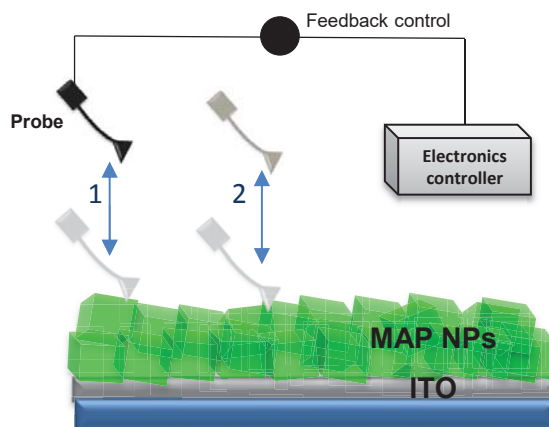 Feedback control
Probe
Electronics
controller
1
2
MAP NPs
ITO